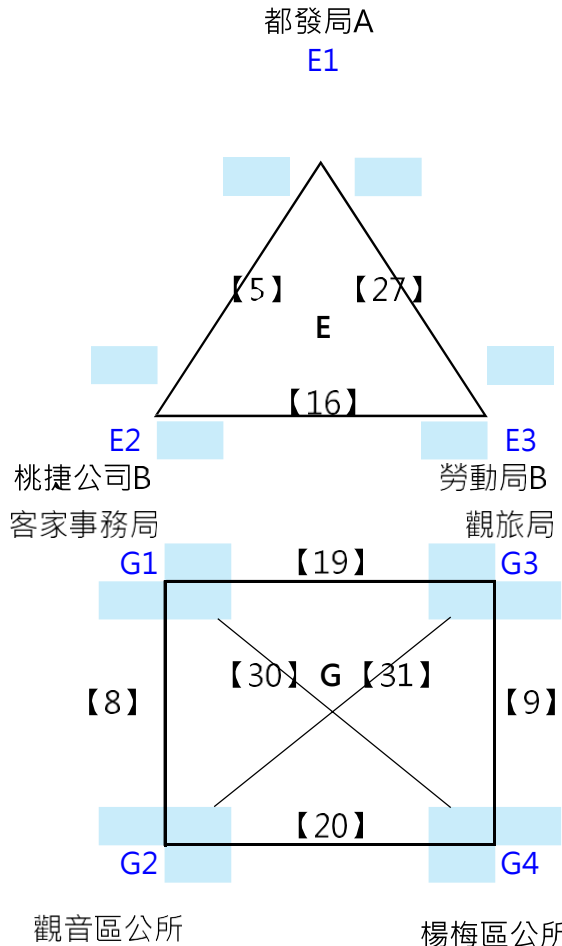 都發局A
E1
【5】
【27】
E
【16】
E2
E3
桃捷公司B
勞動局B
客家事務局
觀旅局
G1
【19】
G3
【30】
G
【31】
【8】
【9】
【20】
G2
G4
觀音區公所
楊梅區公所